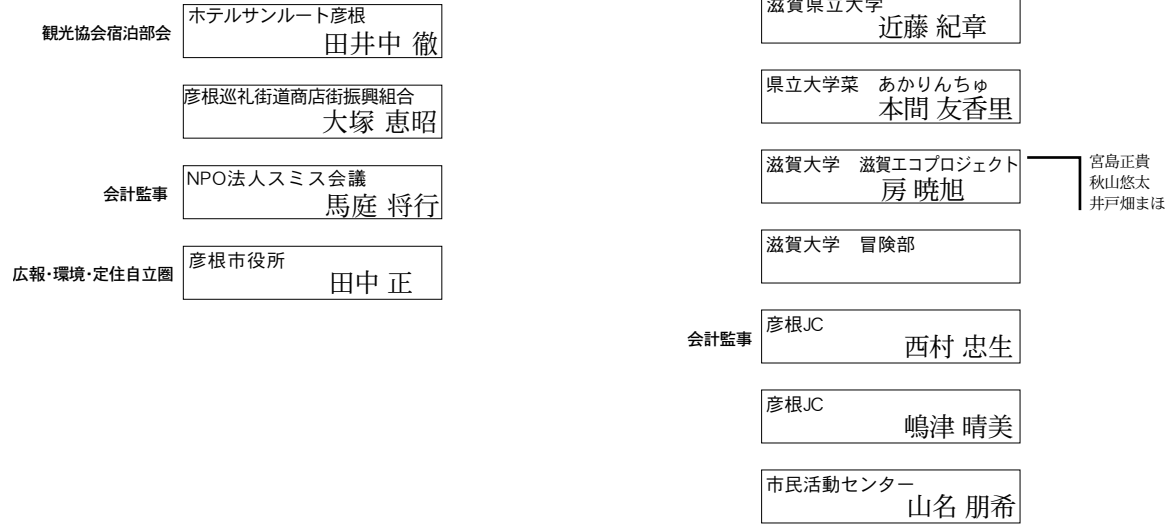 観光協会宿泊部会
ホテルサンルート彦根
田井中 徹
彦根巡礼街道商店街振興組合
大塚 恵昭
会計監事
NPO法人スミス会議
馬庭 将行
広報・環境・定住自立圏
彦根市役所
田中 正
滋賀県立大学
近藤 紀章
県立大学菜 あかりんちゅ
本間 友香里
滋賀大学 滋賀エコプロジェクト
房 暁旭
宮島正貴
秋山悠太
井戸畑まほ
滋賀大学 冒険部
会計監事
彦根JC
西村 忠生
彦根JC
嶋津 晴美
市民活動センター
山名 朋希